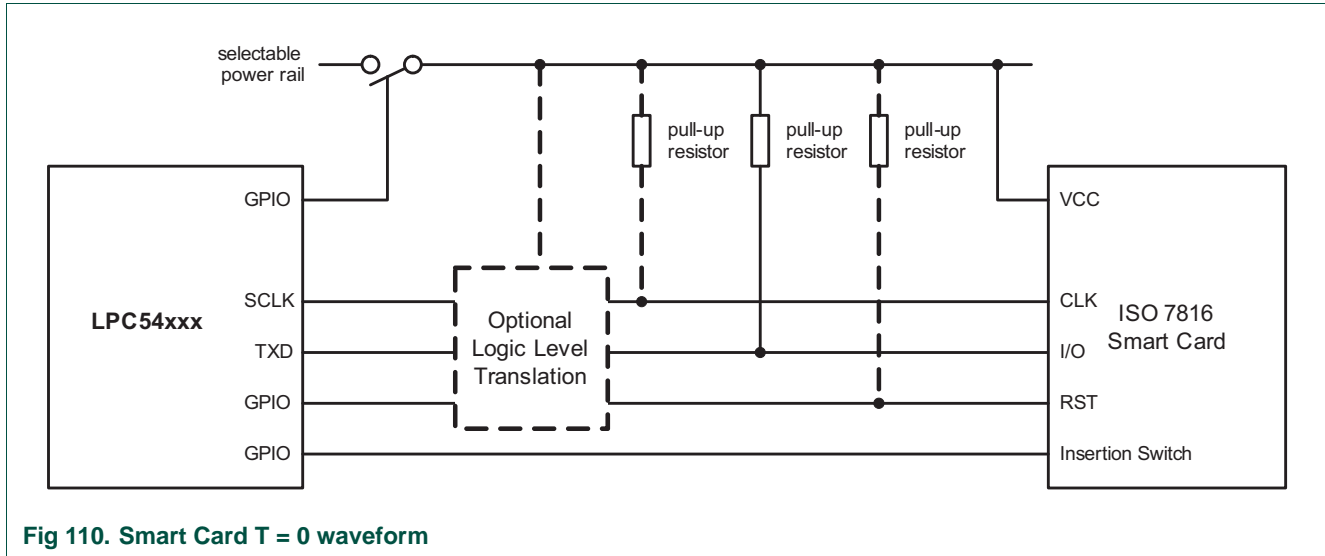 selectable
power rail
pull-up
resistor
pull-up
resistor
pull-up
resistor
GPIO
VCC
LPC54xxx
SCLK
TXD
GPIO
GPIO
Optional
Logic Level
Translation
CLK
I/O
RST
Insertion Switch
ISO 7816
Smart Card
Fig 110. Smart Card T = 0 waveform